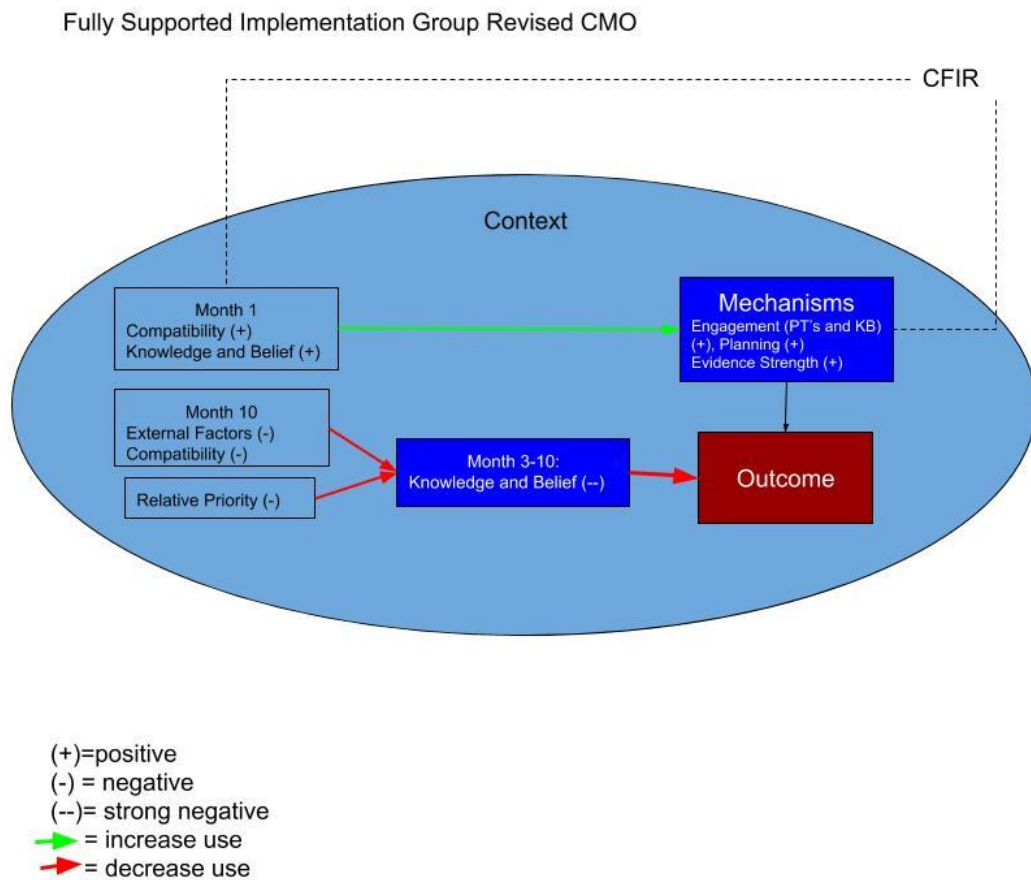 Fully Supported Implementation Group Revised CMO
CFIR
Context
Month 1
Compatibility (+)
Knowledge and Belief (+)
Mechanisms
Engagement (PT's and KB)
(+), Planning (+)
Evidence Strength (+)
Month 10
External Factors (-)
Compatibility (-)
Relative Priority (-)
Month 3-10:
Knowledge and Belief (--)
Outcome
(+)=positive
(-) = negative
(--)= strong negative
= increase use
= decrease use